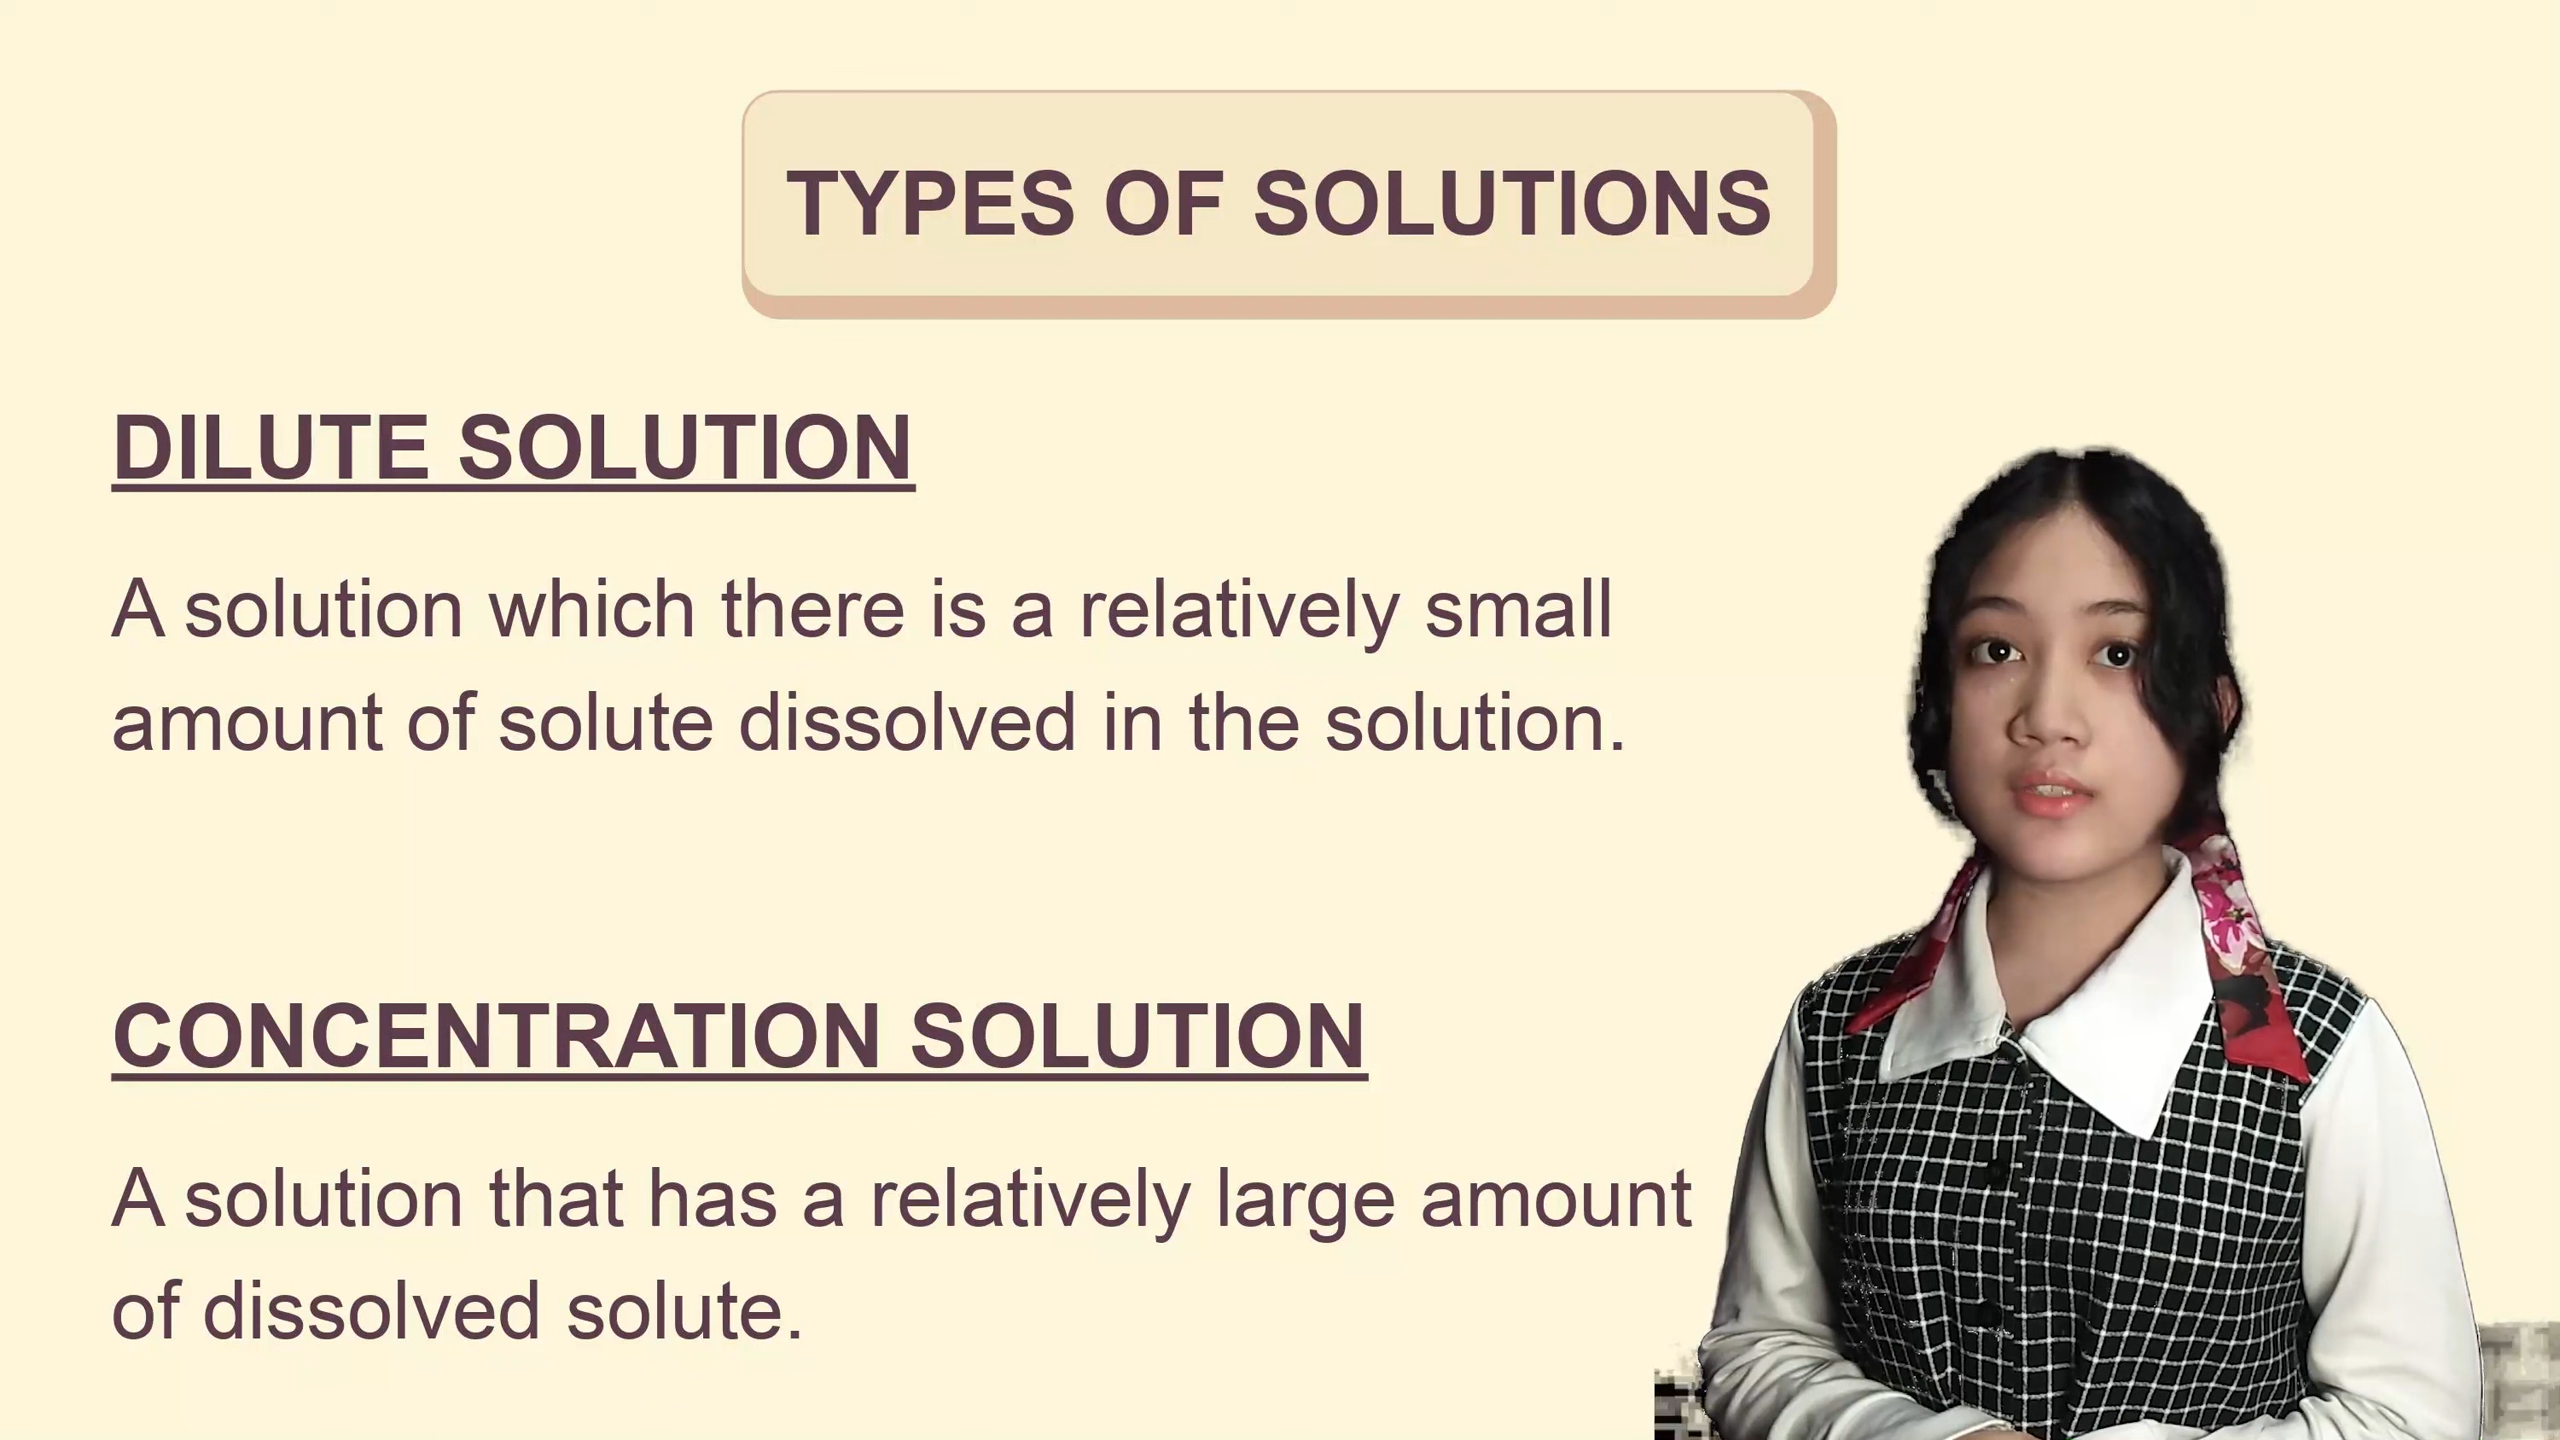 TYPES OF SOLUTIONS
DILUTE SOLUTION
A solution which there is a relatively small
amount of solute dissolved in the solution.
CONCENTRATION SOLUTION
A solution that has a relatively large amount
of dissolved solute.